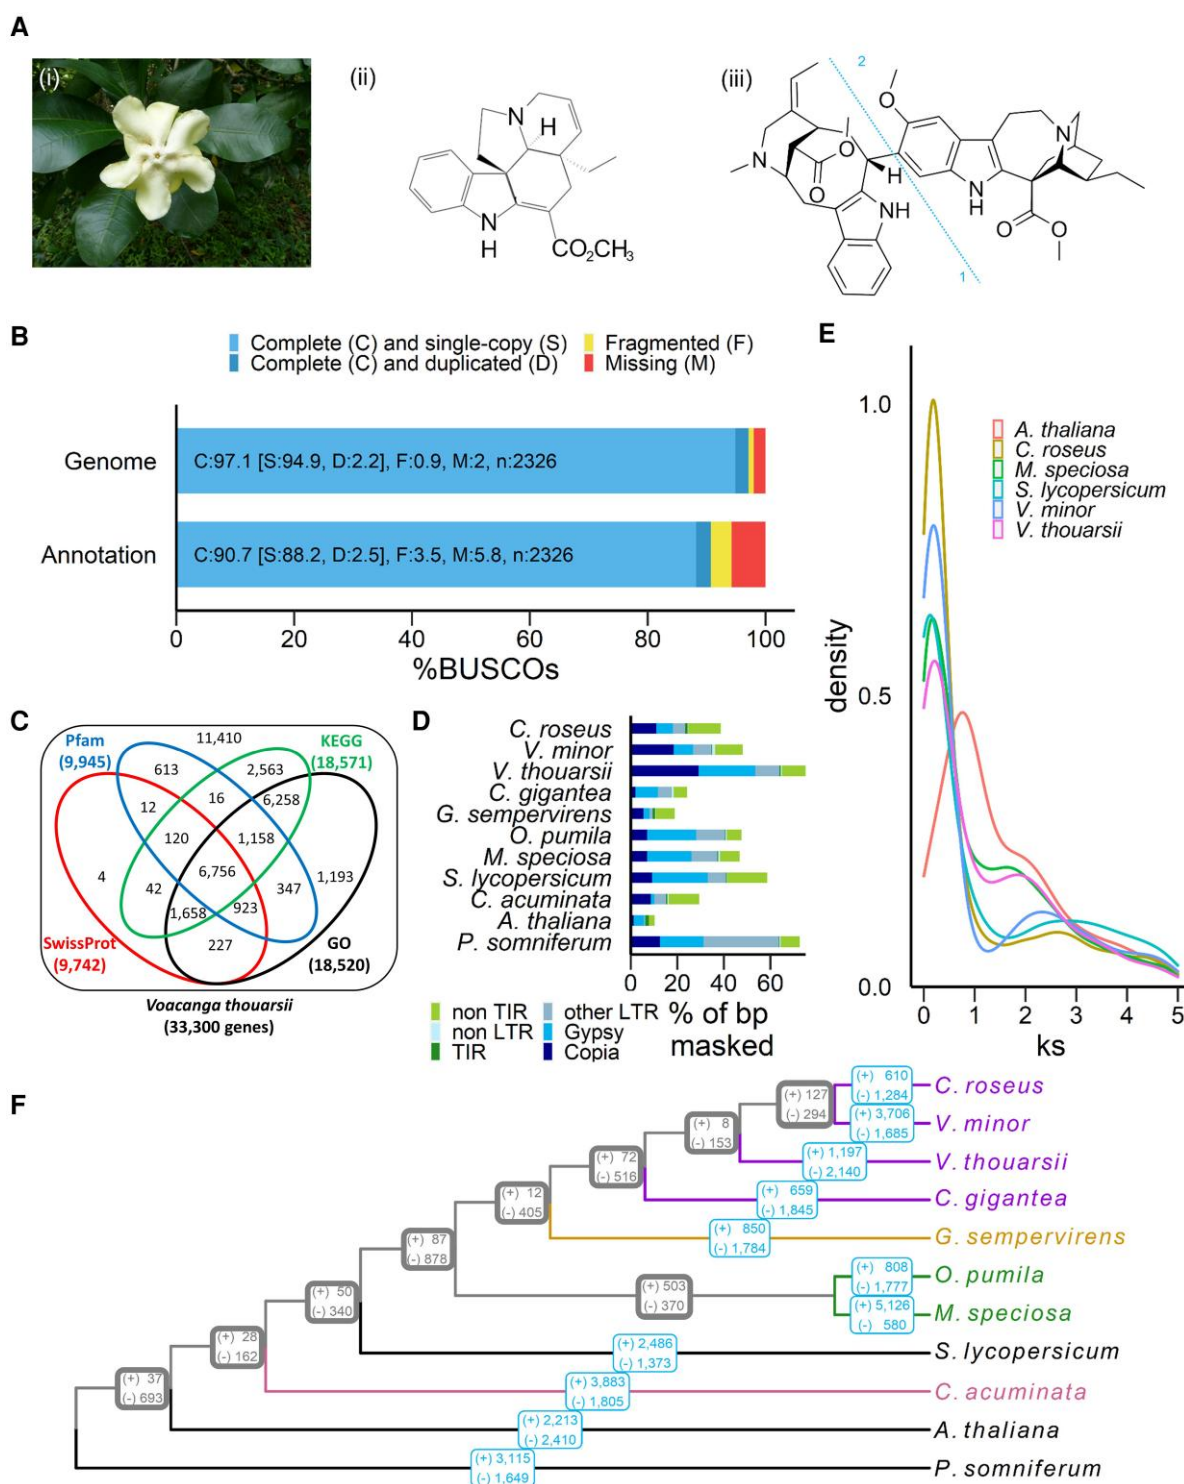 A
(i)
(ii)
N
H
N
H
CO2CH3
(iii)
2
O
O
N
O
H
NH
N
N
H
O
O
1
B
Complete (C) and single-copy (S)
Complete (C) and duplicated (D)
Fragmented (F)
Missing (M)
Genome
C:97.1 [S:94.9, D:2.2], F:0.9, M:2, n:2326
Annotation
C:90.7 [S:88.2, D:2.5], F:3.5, M:5.8, n:2326
0 20 40 60 80 100
%BUSCOs
C
Pfam
(9,945)
11,410
KEGG
(18,571)
613
2,563
12
16
6,258
120
1,158
4
42
6,756
347
1,193
1,658
923
227
SwissProt
(9,742)
GO
(18,520)
Voacanga thouarsii
(33,300 genes)
D
C. roseus
V. minor
V. thouarsii
C. gigantea
G. sempervirens
O. pumila
M. speciosa
S. lycopersicum
C. acuminata
A. thaliana
P. somniferum
0 20 40 60
% of bp
masked
non TIR
non LTR
TIR
other LTR
Gypsy
Copia
E
1.0
0.5
0.0
density
A. thaliana
C. roseus
M. speciosa
S. lycopersicum
V. minor
V. thouarsii
0 1 2 3 4 5
ks
F
(+) 610
(-) 1,284
C. roseus
(+) 127
(-) 294
(+) 3,706
(-) 1,685
V. minor
(+) 8
(-) 153
(+) 1,197
(-) 2,140
V. thouarsii
(+) 72
(-) 516
(+) 659
(-) 1,845
C. gigantea
(+) 12
(-) 405
(+) 850
(-) 1,784
G. sempervirens
(+) 87
(-) 878
(+) 808
(-) 1,777
O. pumila
(+) 503
(-) 370
(+) 5,126
(-) 580
M. speciosa
(+) 50
(-) 340
(+) 2,486
(-) 1,373
S. lycopersicum
(+) 28
(-) 162
(+) 3,883
(-) 1,805
C. acuminata
(+) 37
(-) 693
(+) 2,213
(-) 2,410
A. thaliana
(+) 3,115
(-) 1,649
P. somniferum